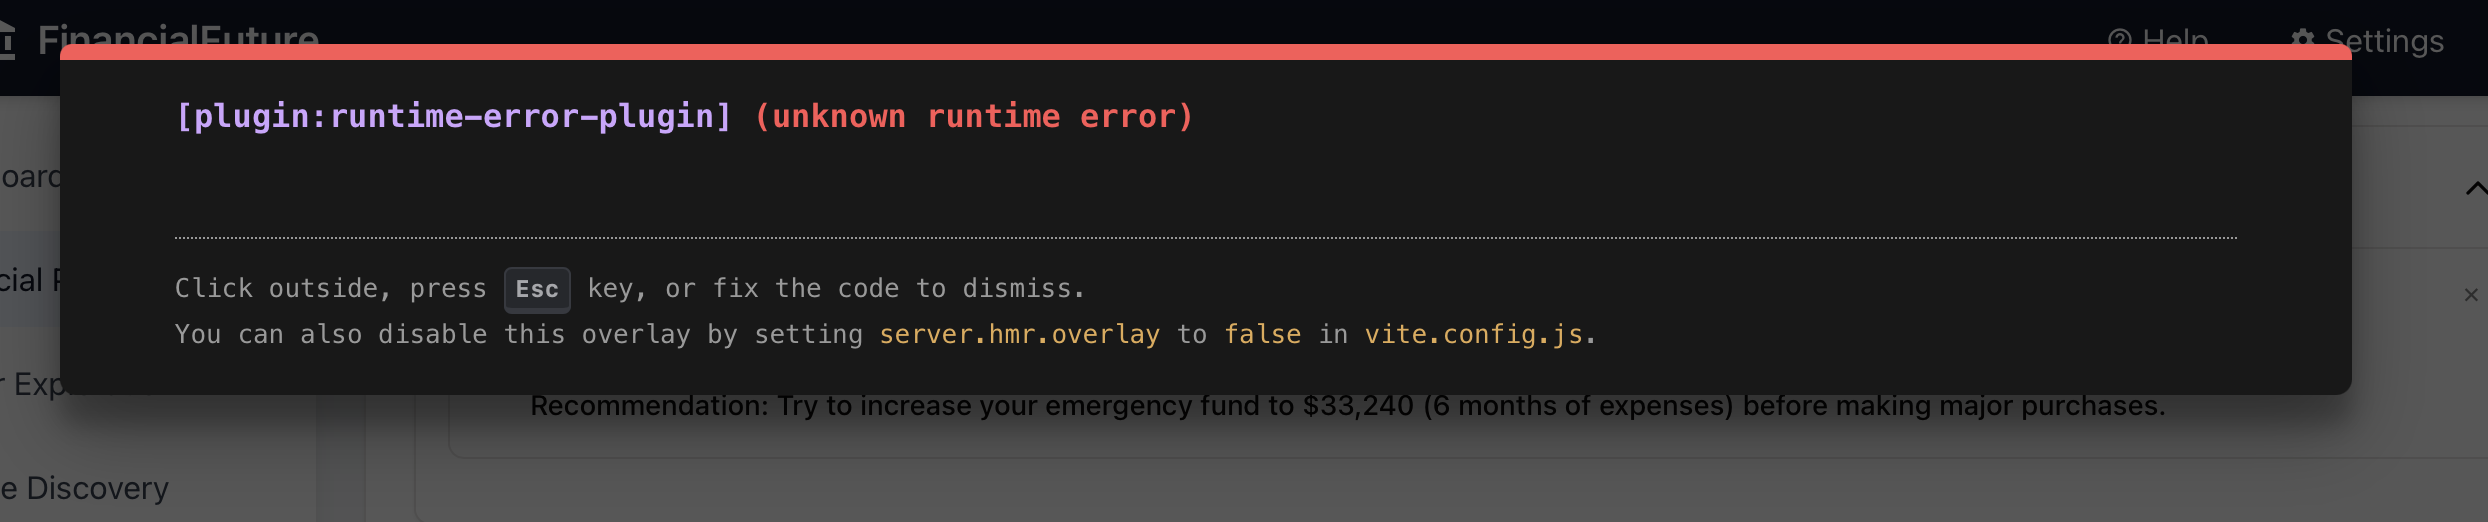 FinancialFuture
Help
Settings
[plugin:runtime-error-plugin] (unknown runtime error)
Click outside, press Esc key, or fix the code to dismiss.
You can also disable this overlay by setting server.hmr.overlay to false in vite.config.js.
Recommendation: Try to increase your emergency fund to $33,240 (6 months of expenses) before making major purchases.
Discovery